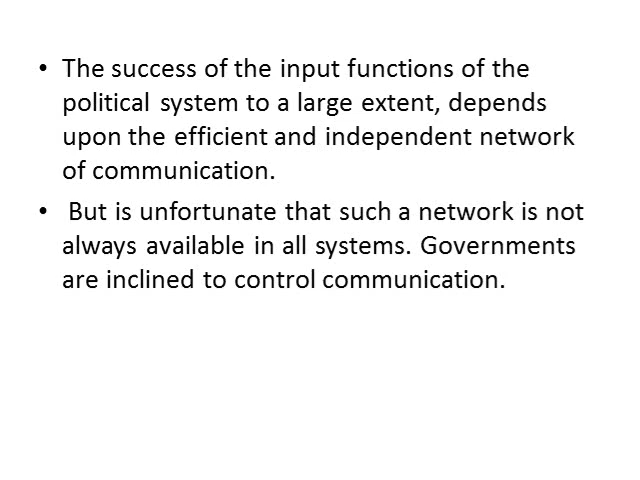 • The success of the input functions of the
political system to a large extent, depends
upon the efficient and independent network
of communication.
• But is unfortunate that such a network is not
always available in all systems. Governments
are inclined to control communication.